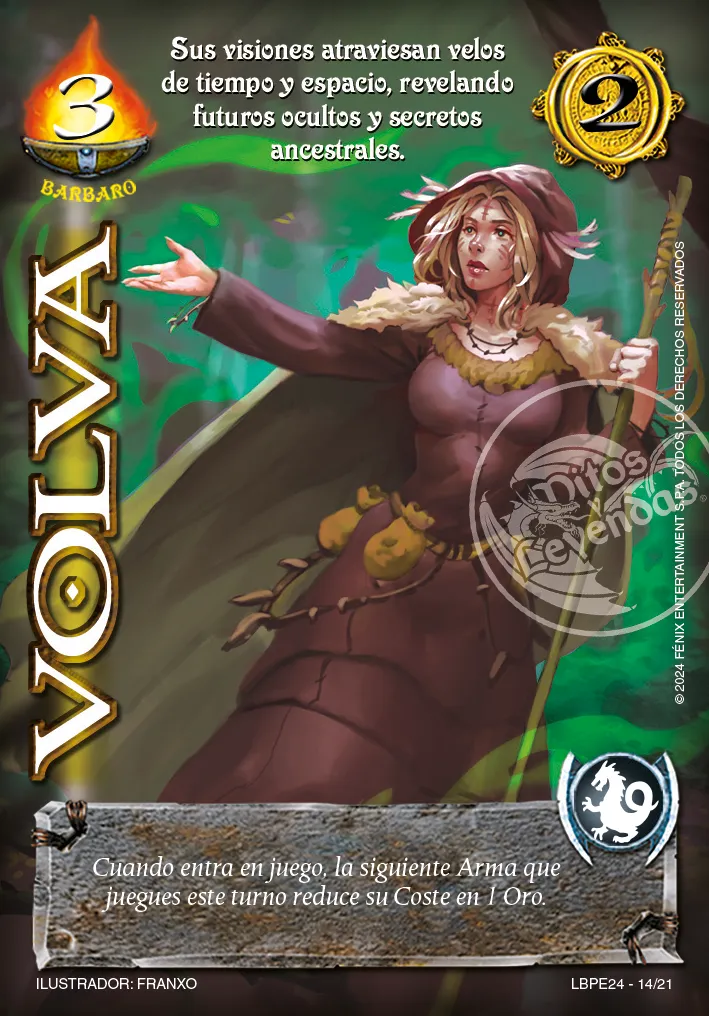 Sus visiones atraviesan velos
de tiempo y espacio, revelando
futuros ocultos y secretos
ancestrales.
3
2
BARBARO
VOLVA
© 2024 FÉNIX ENTERTAINMENT S.P.A. TODOS LOS DERECHOS RESERVADOS
Mitos
y
Leyendas
®
Cuando entra en juego, la siguiente Arma que
juegues este turno reduce su Coste en 1 Oro.
ILUSTRADOR: FRANXO
LBPE24 - 14/21